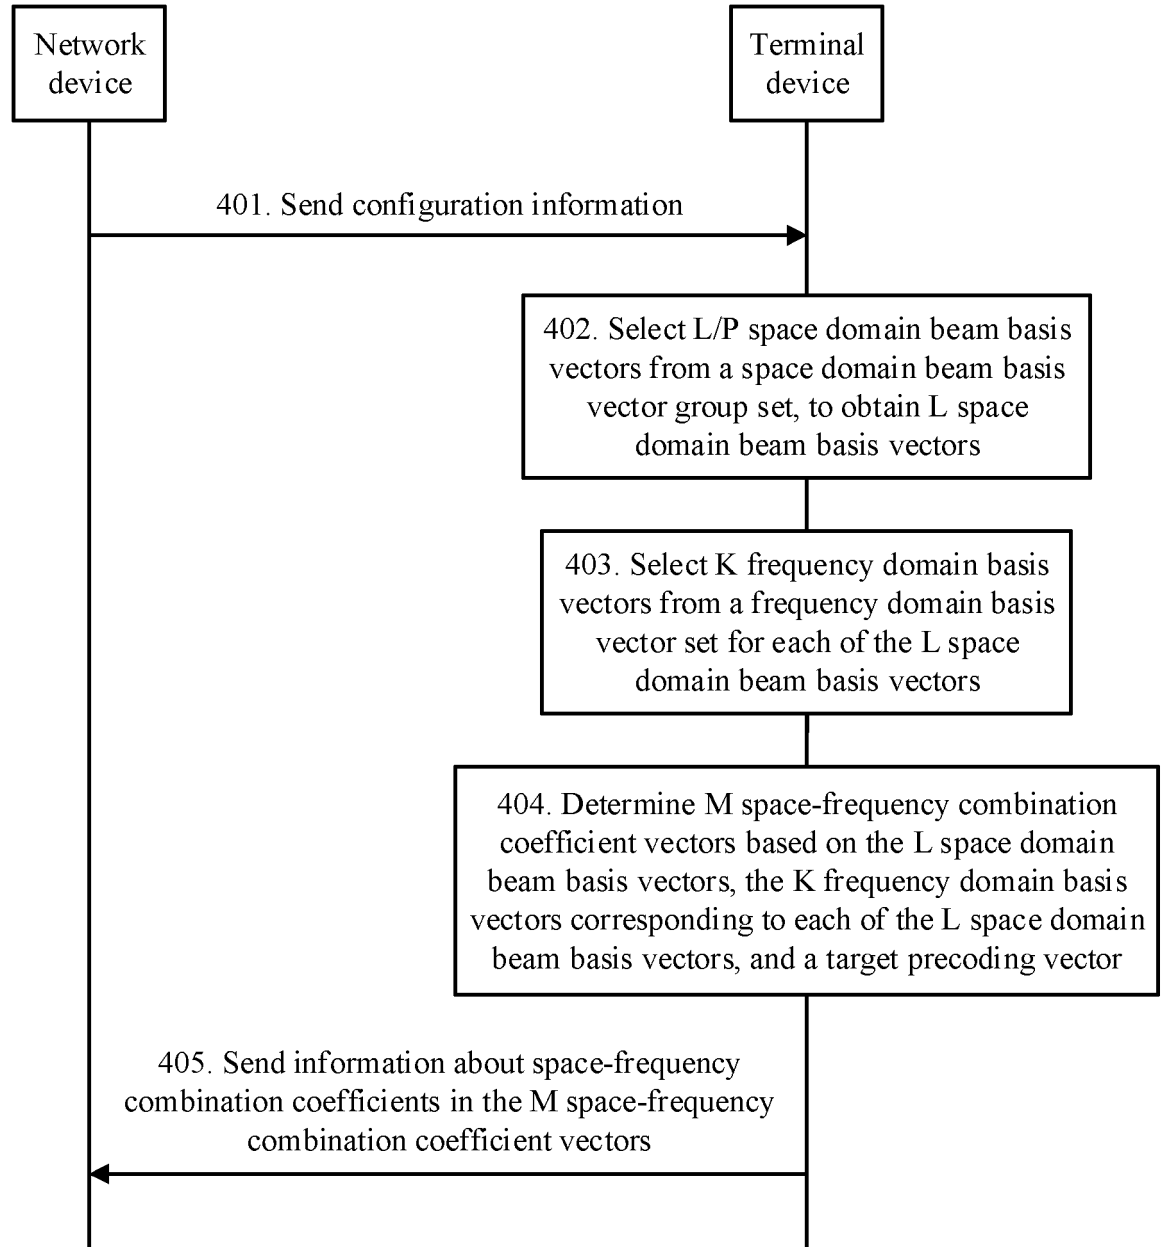 Network
device
Terminal
device
401. Send configuration information
402. Select L/P space domain beam basis
vectors from a space domain beam basis
vector group set, to obtain L space
domain beam basis vectors
403. Select K frequency domain basis
vectors from a frequency domain basis
vector set for each of the L space
domain beam basis vectors
404. Determine M space-frequency combination
coefficient vectors based on the L space domain
beam basis vectors, the K frequency domain basis
vectors corresponding to each of the L space domain
beam basis vectors, and a target precoding vector
405. Send information about space-frequency
combination coefficients in the M space-frequency
combination coefficient vectors